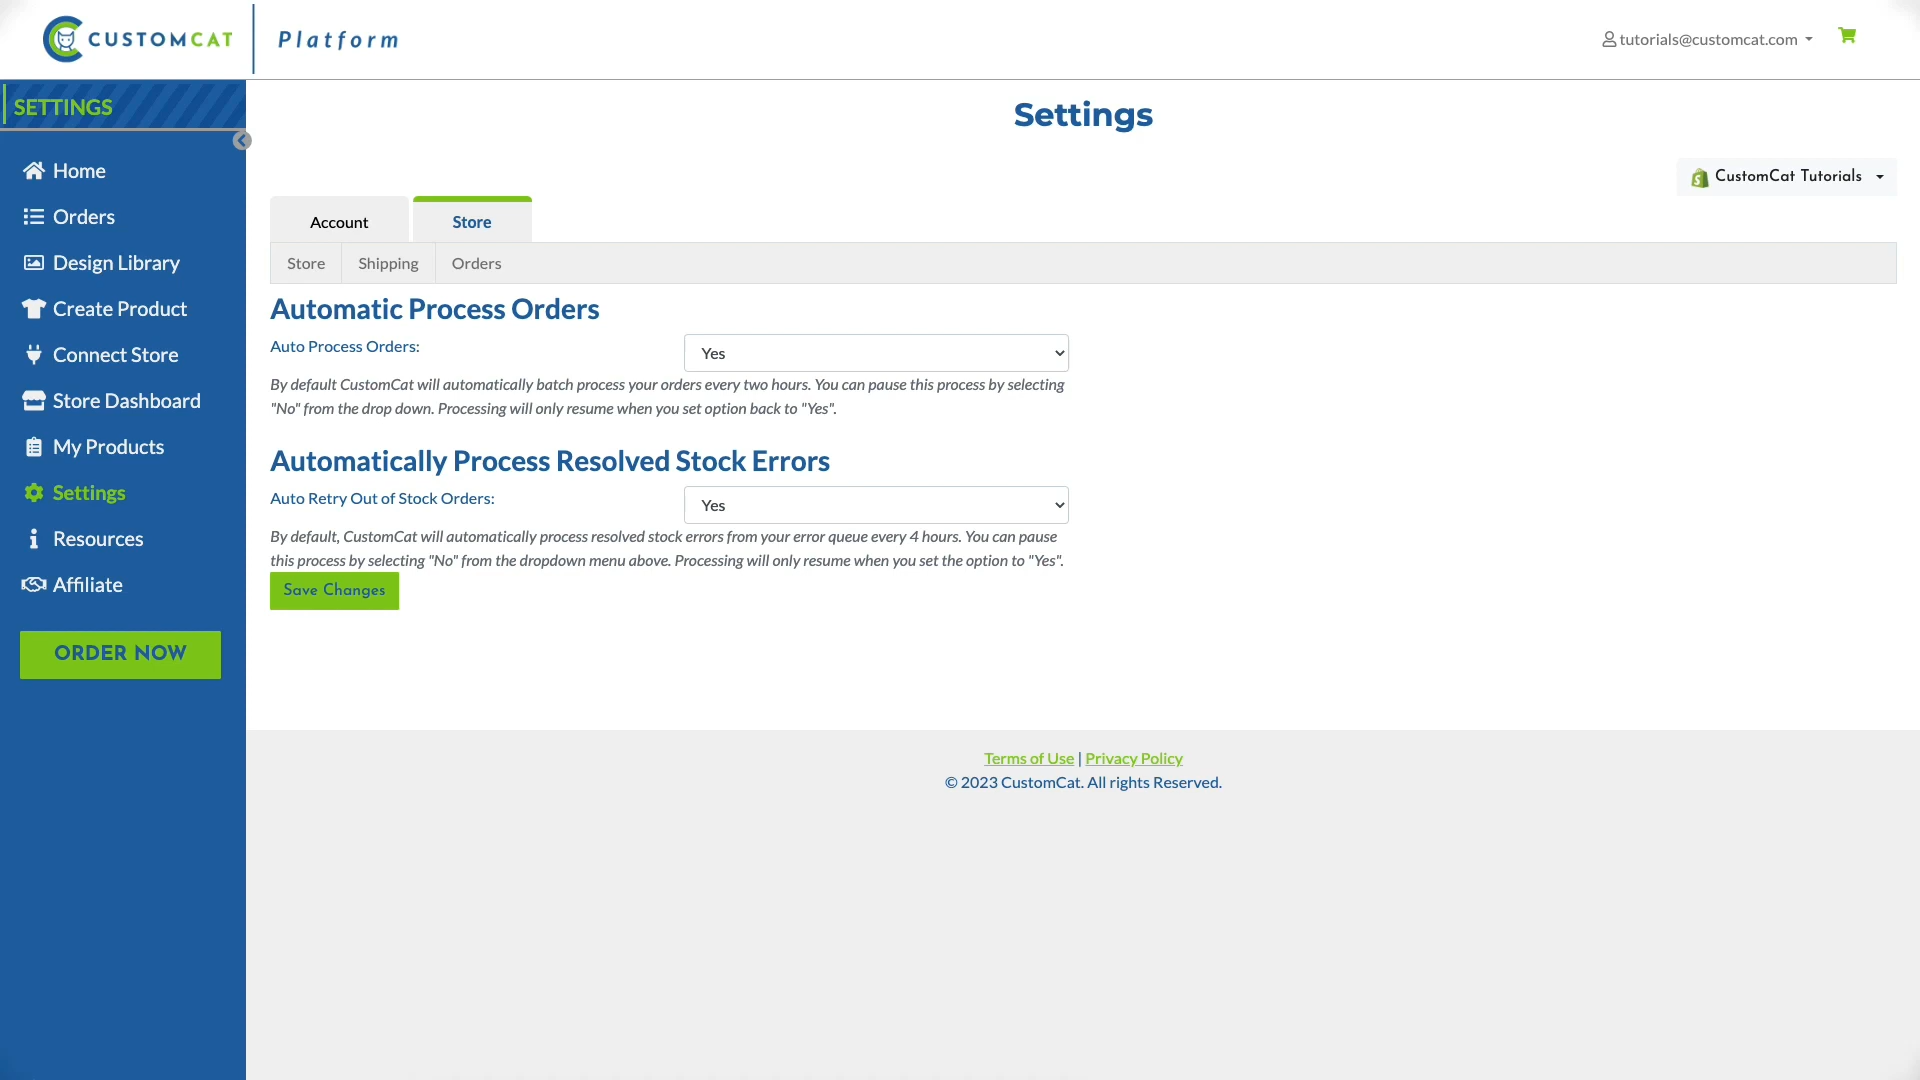 CUSTOMCAT
Platform
tutorials@customcat.com
SETTINGS
Home
Orders
Design Library
Create Product
Connect Store
Store Dashboard
My Products
Settings
Resources
Affiliate
ORDER NOW
Settings
CustomCat Tutorials
Account
Store
Store
Shipping
Orders
Automatic Process Orders
Auto Process Orders:
Yes
By default CustomCat will automatically batch process your orders every two hours. You can pause this process by selecting
"No" from the drop down. Processing will only resume when you set option back to "Yes".
Automatically Process Resolved Stock Errors
Auto Retry Out of Stock Orders:
Yes
By default, CustomCat will automatically process resolved stock errors from your error queue every 4 hours. You can pause
this process by selecting "No" from the dropdown menu above. Processing will only resume when you set the option to "Yes".
Save Changes
Terms of Use | Privacy Policy
© 2023 CustomCat. All rights Reserved.